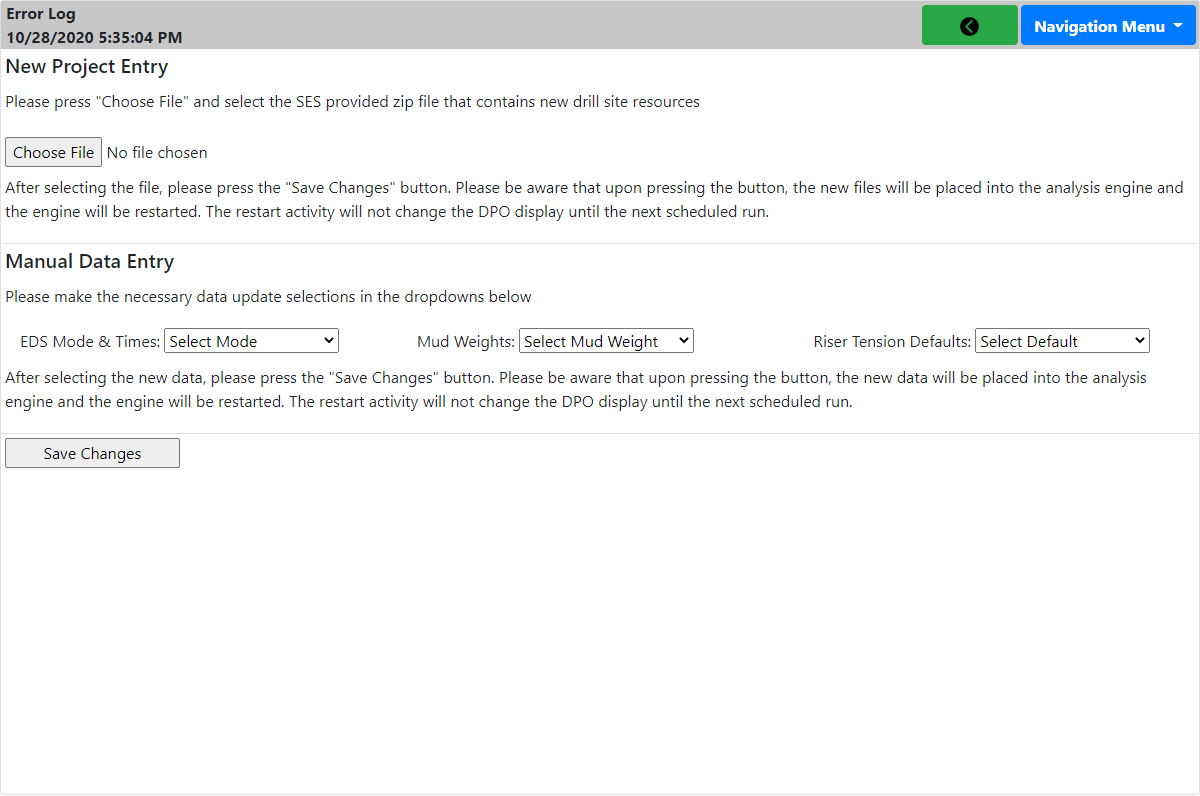 Error Log
10/28/2020 5:35:04 PM
Navigation Menu
New Project Entry
Please press "Choose File" and select the SES provided zip file that contains new drill site resources
Choose File No file chosen
After selecting the file, please press the "Save Changes" button. Please be aware that upon pressing the button, the new files will be placed into the analysis engine and
the engine will be restarted. The restart activity will not change the DPO display until the next scheduled run.
Manual Data Entry
Please make the necessary data update selections in the dropdowns below
EDS Mode & Times: Select Mode Mud Weights: Select Mud Weight Riser Tension Defaults: Select Default
After selecting the new data, please press the "Save Changes" button. Please be aware that upon pressing the button, the new data will be placed into the analysis
engine and the engine will be restarted. The restart activity will not change the DPO display until the next scheduled run.
Save Changes